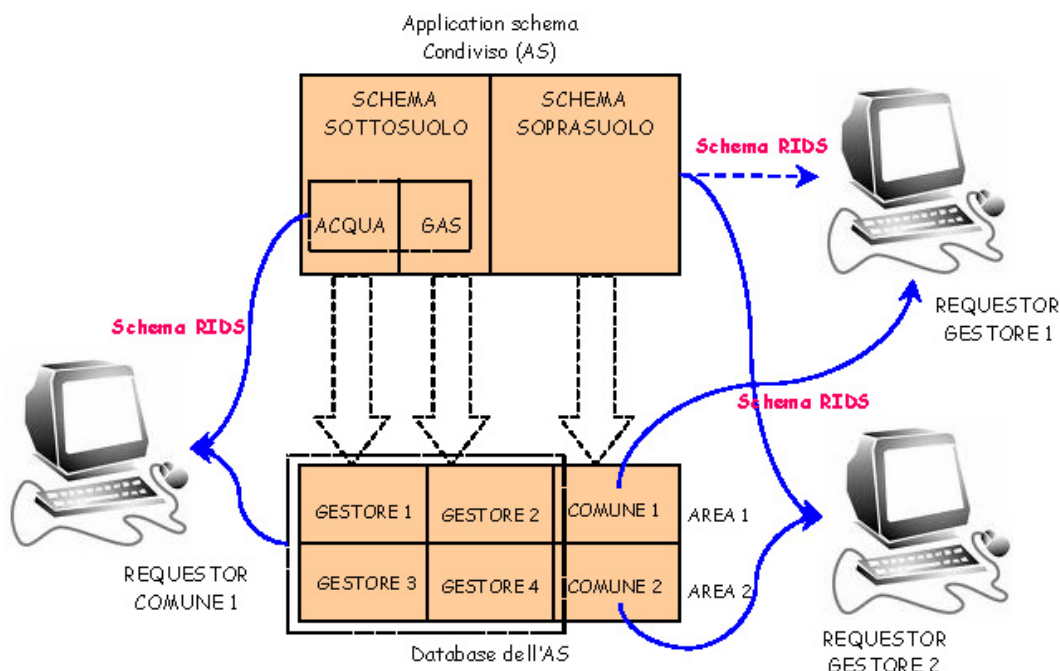 Application schema
Condiviso (AS)
SCHEMA
SOTTOSUOLO
SCHEMA
SOPRASUOLO
ACQUA
GAS
Schema RIDS
REQUESTOR
GESTORE 1
Schema RIDS
Schema RIDS
REQUESTOR
COMUNE 1
GESTORE 1
GESTORE 2
COMUNE 1
AREA 1
GESTORE 3
GESTORE 4
COMUNE 2
AREA 2
Database dell'AS
REQUESTOR
GESTORE 2